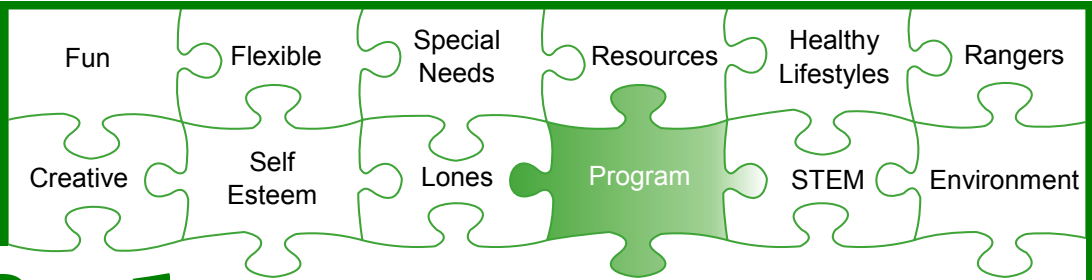 Fun
Flexible
Special
Needs
Resources
Healthy
Lifestyles
Rangers
Creative
Self
Esteem
Lones
Program
STEM
Environment